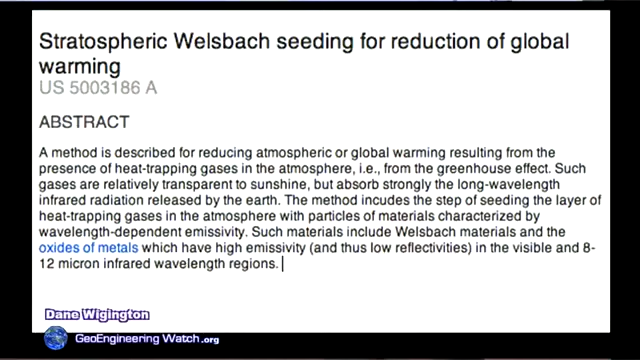 Stratospheric Welsbach seeding for reduction of global
warming
US 5003186 A
ABSTRACT
A method is described for reducing atmospheric or global warming resulting from the
presence of heat-trapping gases in the atmosphere, i.e., from the greenhouse effect. Such
gases are relatively transparent to sunshine, but absorb strongly the long-wavelength
infrared radiation released by the earth. The method incudes the step of seeding the layer of
heat-trapping gases in the atmosphere with particles of materials characterized by
wavelength-dependent emissivity. Such materials include Welsbach materials and the
oxides of metals which have high emissivity (and thus low reflectivities) in the visible and 8-
12 micron infrared wavelength regions.
Dane Wigington
GeoEngineering Watch.org